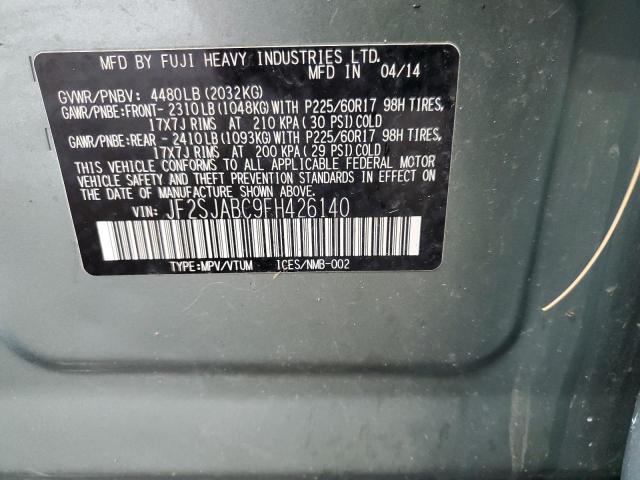 MFD BY FUJI HEAVY INDUSTRIES LTD.
MFD IN 04/14
GVWR/PNBV: 4480LB (2032KG)
GAWR/PNBE:FRONT-2310LB(1048KG)WITH P225/60R17 98H TIRES,
17X7J RIMS AT 210 KPA( 30 PSI)COLD
GAWR/PNBE:REAR -2410LB(1093KG)WITH P225/60R17 98H TIRES,
17X7J RIMS AT 200 KPA( 29 PSI)COLD
THIS VEHICLE CONFORMS TO ALL APPLICABLE FEDERAL MOTOR
VEHICLE SAFETY AND THEFT PREVENTION STANDARDS IN EFFECT ON
THE DATE OF MANUFACTURE SHOWN ABOVE.
VIN: JF2SJABC9FH426140
TYPE:MPV/VTUM ICES/NMB-002